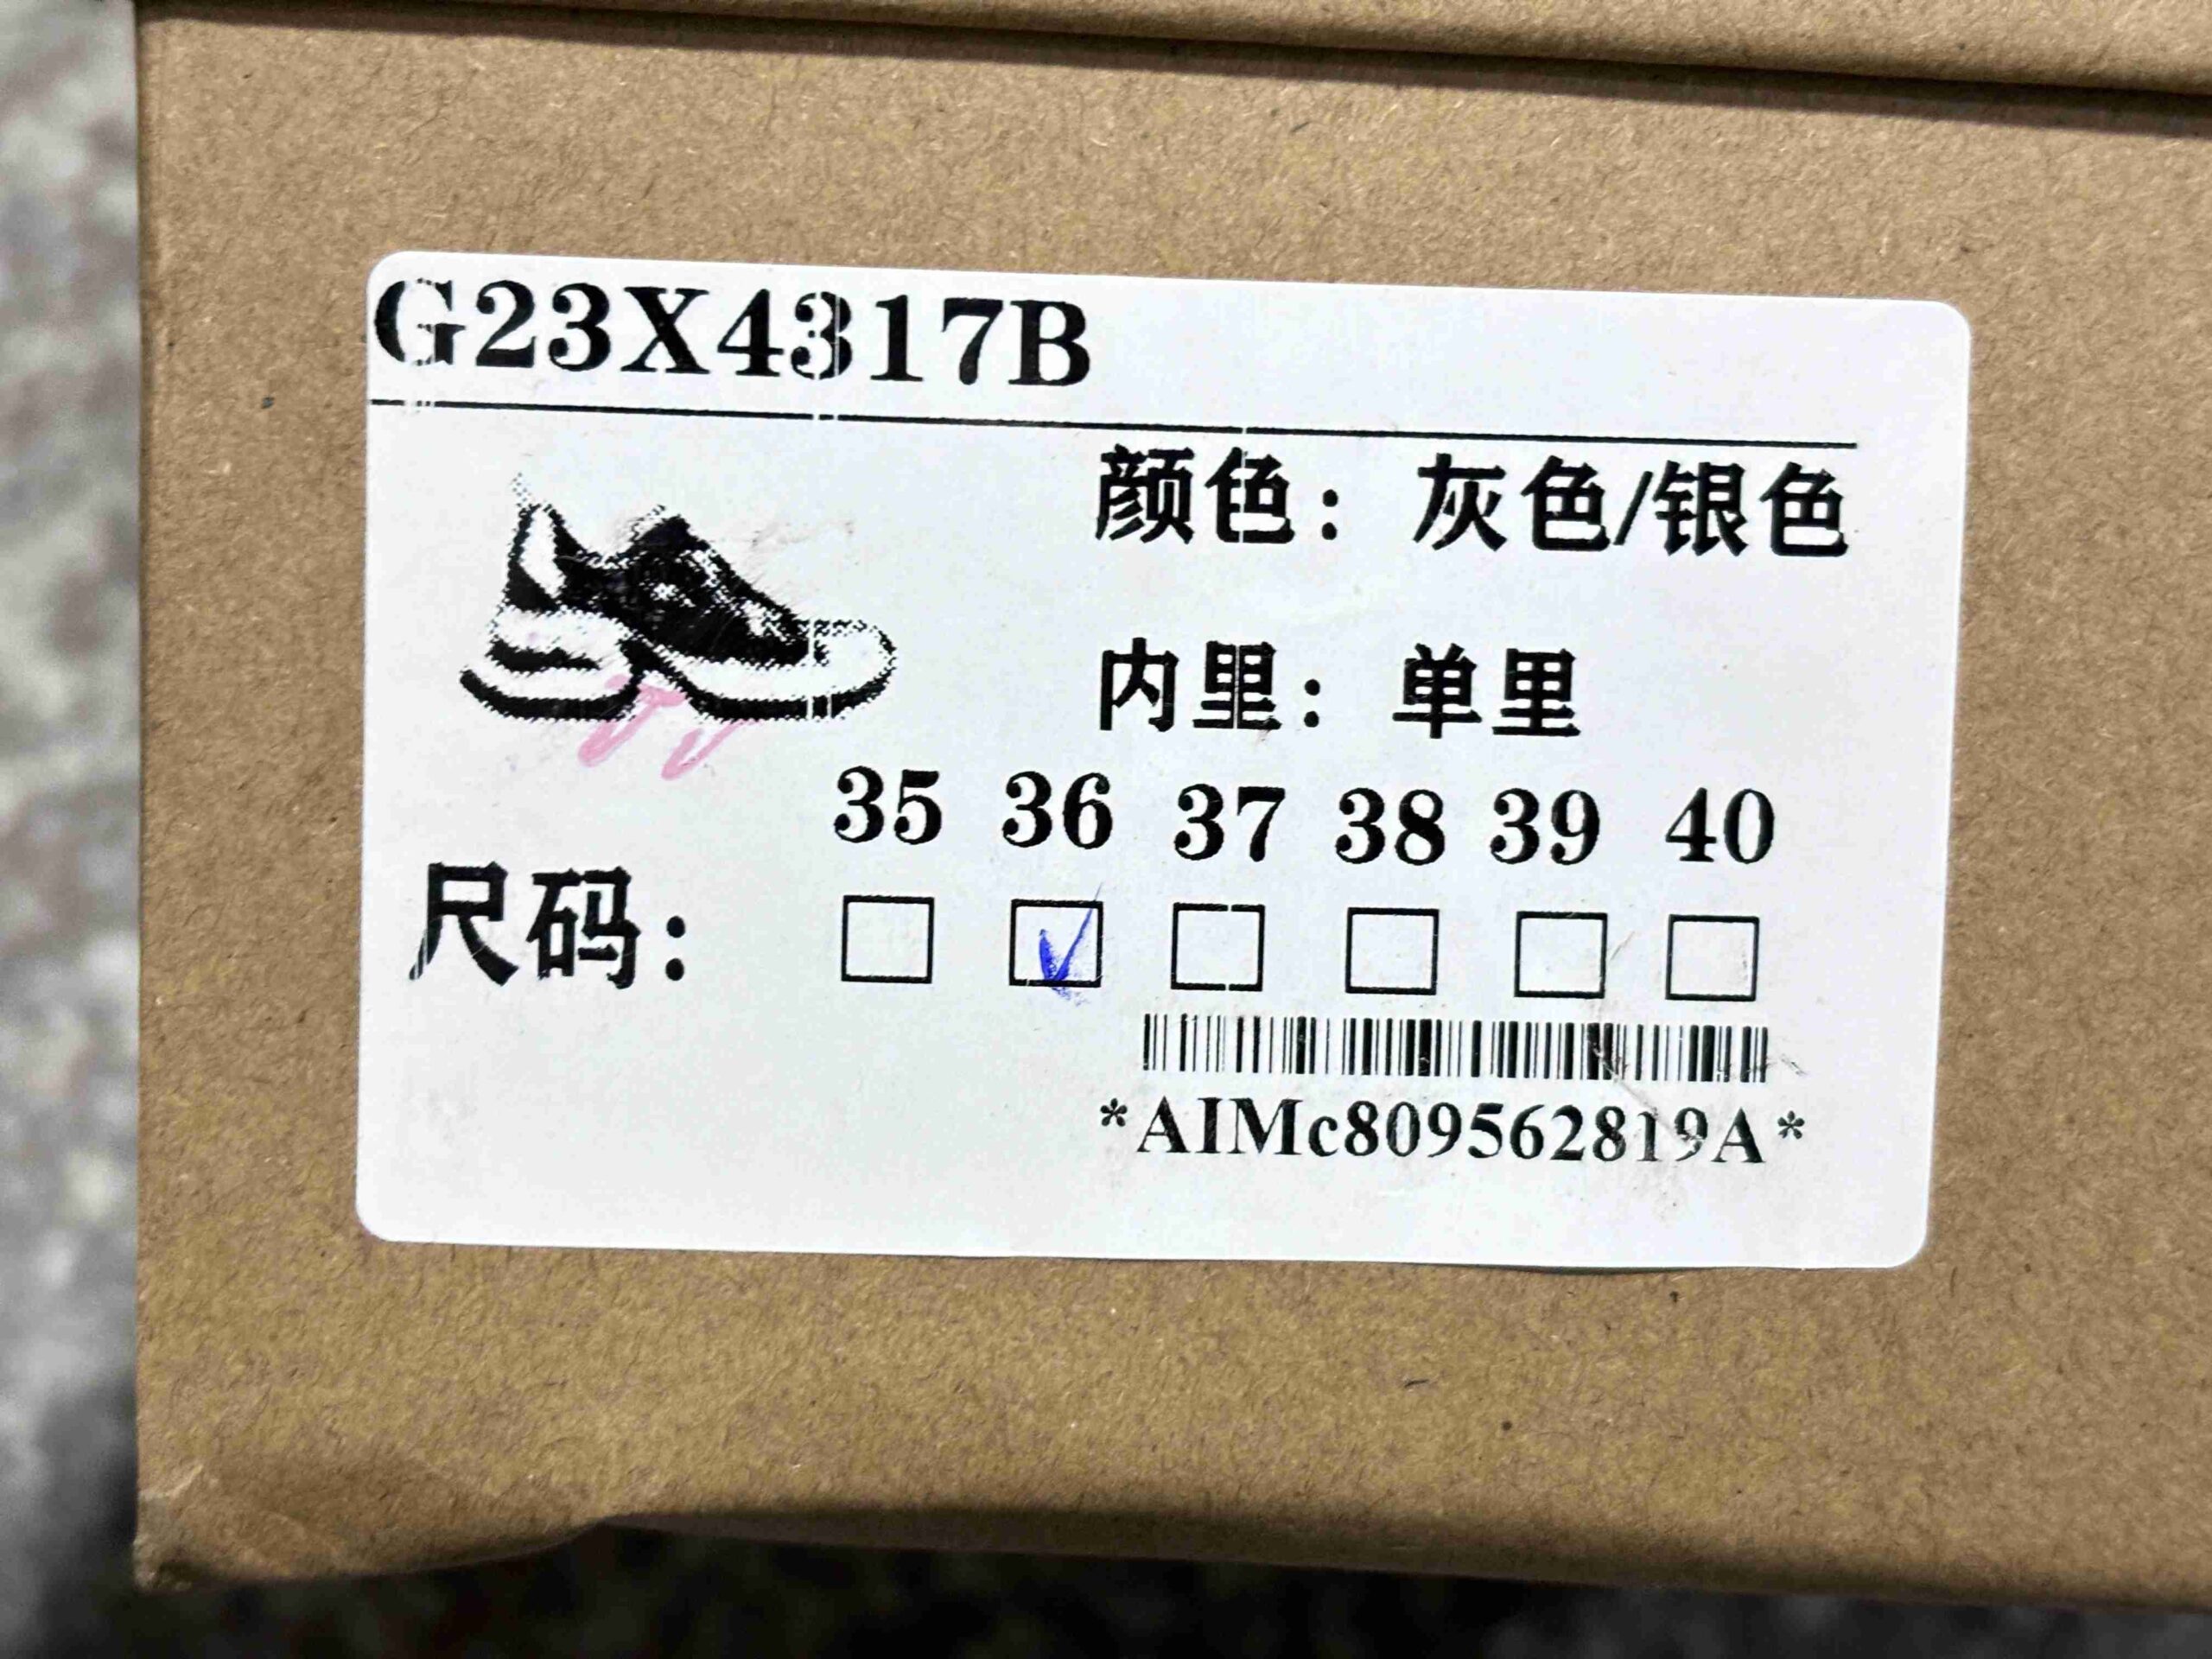 G23X4317B
颜色：灰色/银色
内里：单里
35 36 37 38 39 40
尺码：
*AIMc809562819A*